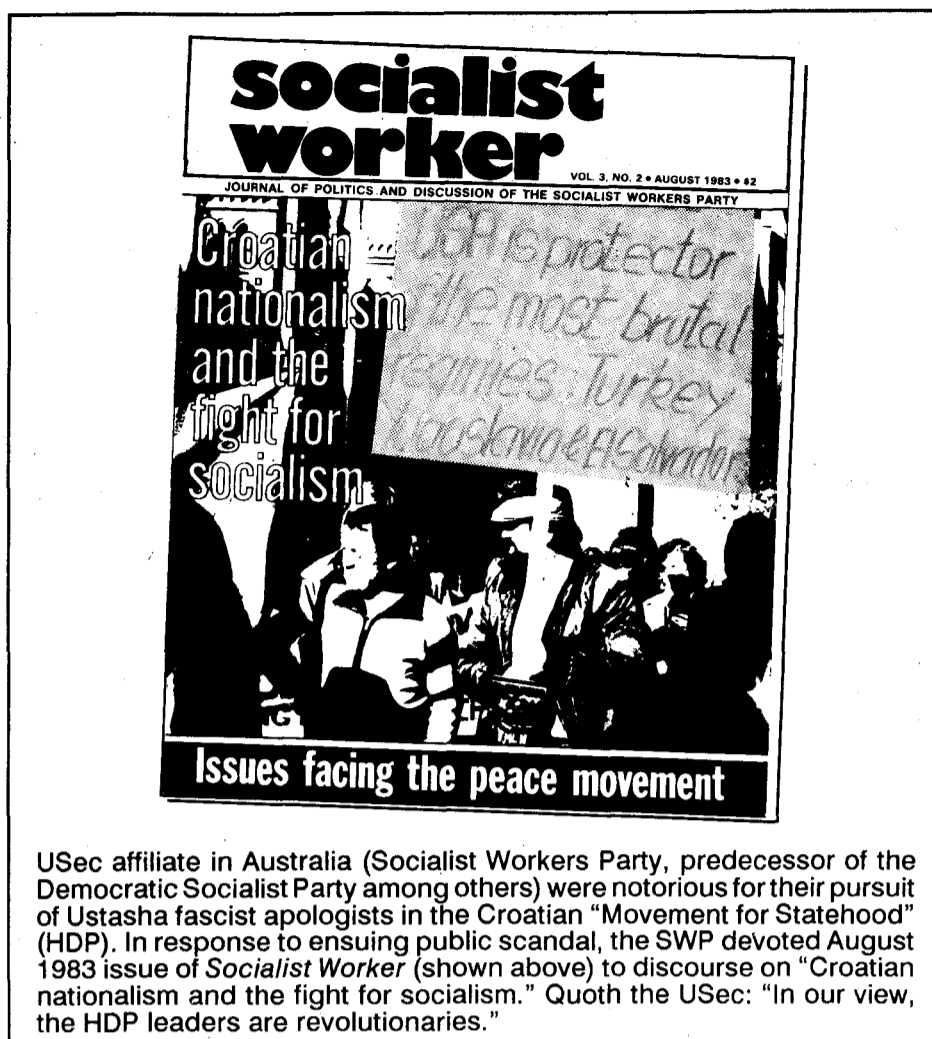 socialist
worker
VOL. 3, NO. 2 • AUGUST 1983 • $2
JOURNAL OF POLITICS AND DISCUSSION OF THE SOCIALIST WORKERS PARTY
Croatian
nationalism
and the
fight for
socialism
is protector
the most brutal
regimes Turkey
Yugoslavia & El Salvador
Issues facing the peace movement
USec affiliate in Australia (Socialist Workers Party, predecessor of the
Democratic Socialist Party among others) were notorious for their pursuit
of Ustasha fascist apologists in the Croatian “Movement for Statehood”
(HDP). In response to ensuing public scandal, the SWP devoted August
1983 issue of Socialist Worker (shown above) to discourse on “Croatian
nationalism and the fight for socialism.” Quoth the USec: “In our view,
the HDP leaders are revolutionaries.”